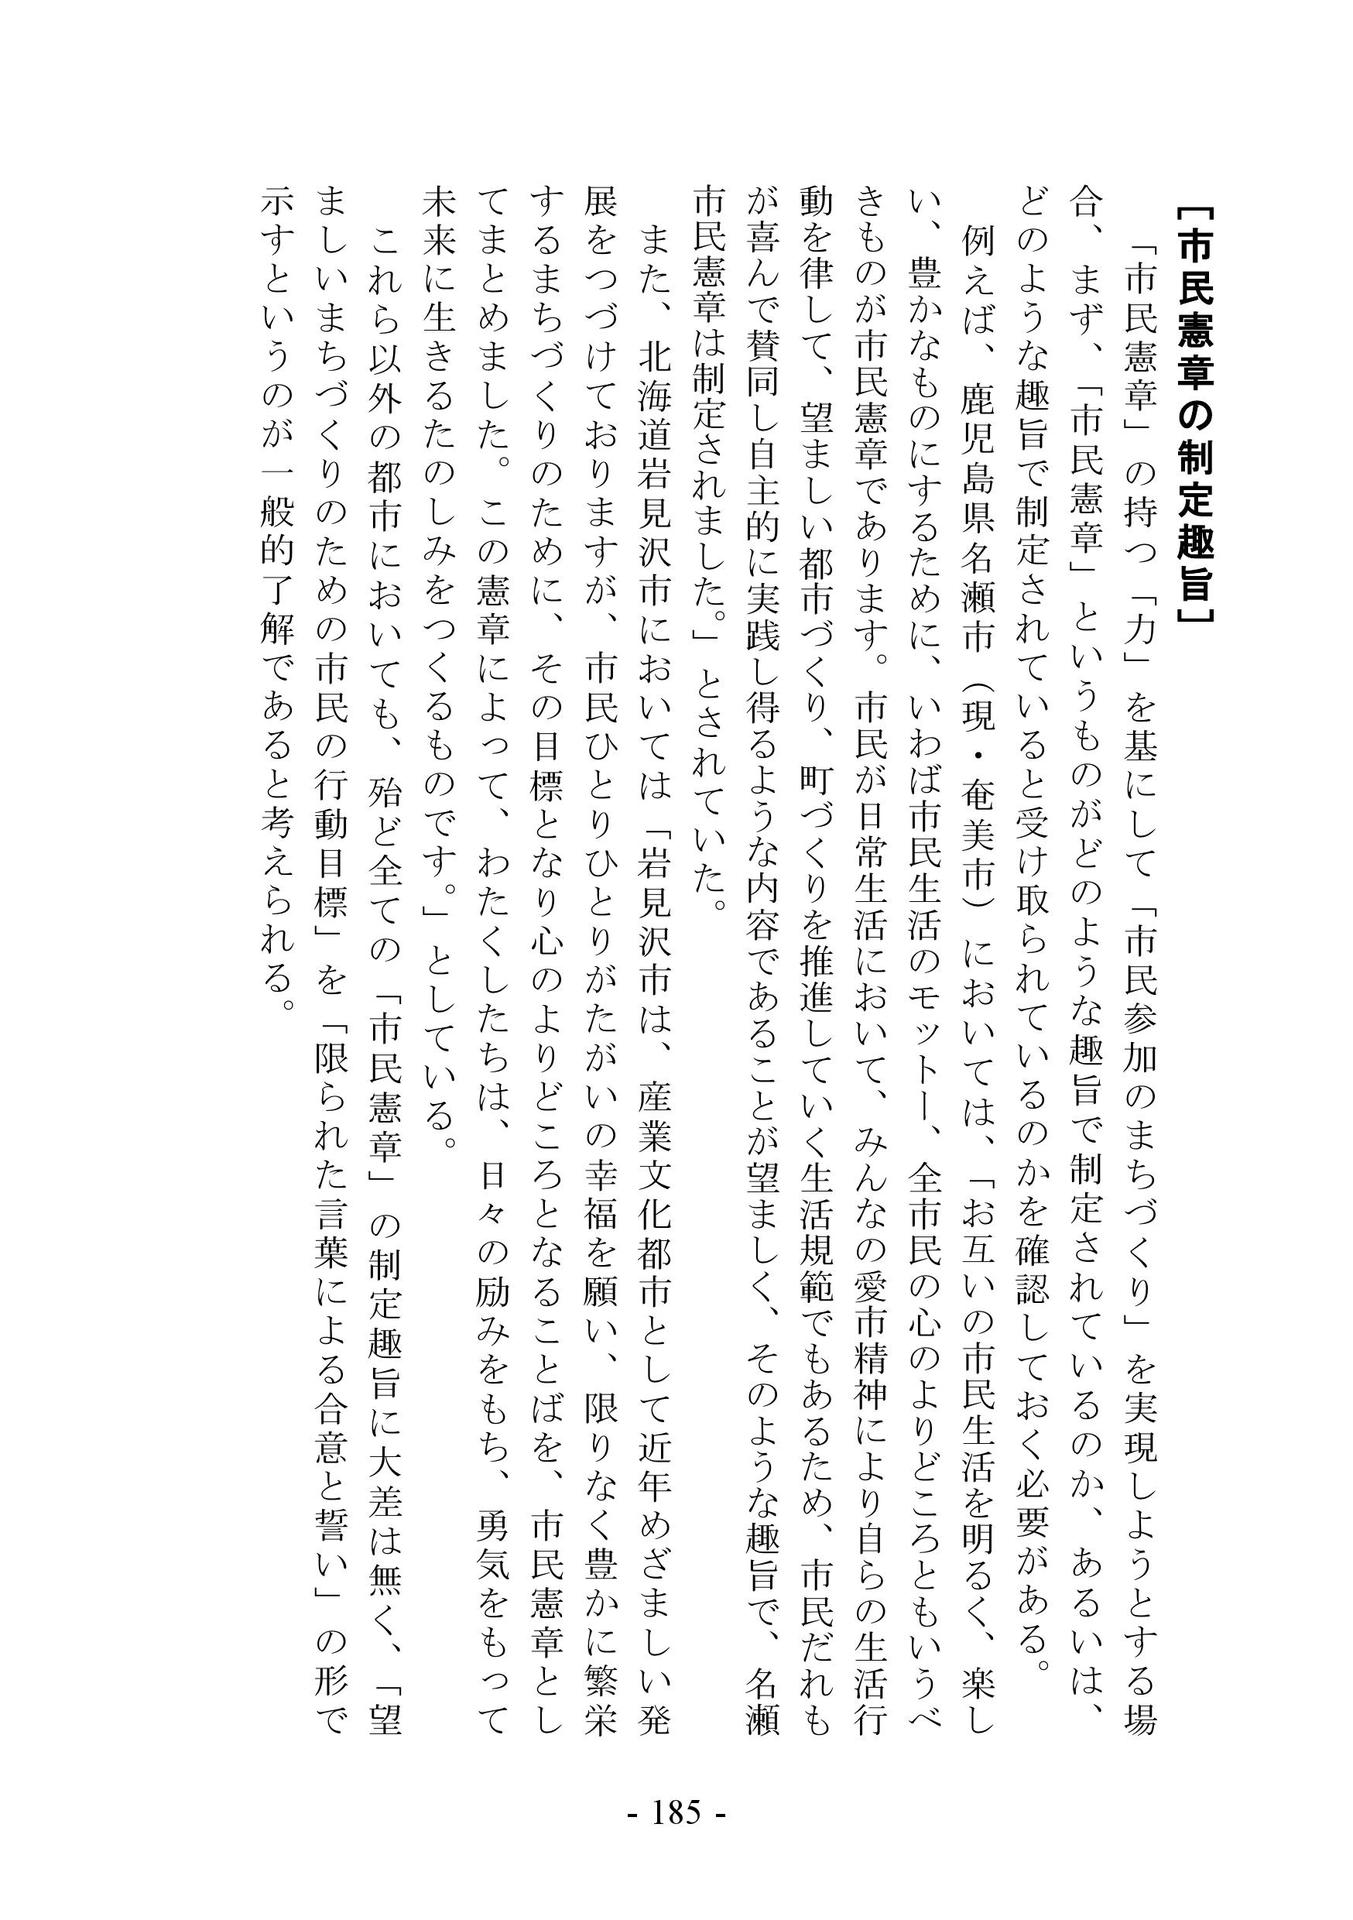 ［市民憲章の制定趣旨］
「市民憲章」の持つ「力」を基にして「市民参加のまちづくり」を実現しようとする場
合、まず、「市民憲章」というものがどのような趣旨で制定されているのか、あるいは、
どのような趣旨で制定されていると受け取られているのかを確認しておく必要がある。
例えば、鹿児島県名瀬市（現・奄美市）においては、「お互いの市民生活を明るく、楽し
い、豊かなものにするために、いわば市民生活のモットー、全市民の心のよりどころともいうべ
きものが市民憲章であります。市民が日常生活において、みんなの愛市精神により自らの生活行
動を律して、望ましい都市づくり、町づくりを推進していく生活規範でもあるため、市民だれも
が喜んで賛同し自主的に実践し得るような内容であることが望ましく、そのような趣旨で、名瀬
市民憲章は制定されました。」とされていた。
また、北海道岩見沢市においては「岩見沢市は、産業文化都市として近年めざましい発
展をつづけておりますが、市民ひとりひとりがたがいの幸福を願い、限りなく豊かに繁栄
するまちづくりのために、その目標となり心のよりどころとなることばを、市民憲章とし
てまとめました。この憲章によって、わたくしたちは、日々の励みをもち、勇気をもって
未来に生きるたのしみをつくるものです。」としている。
これら以外の都市においても、殆ど全ての「市民憲章」の制定趣旨に大差は無く、「望
ましいまちづくりのための市民の行動目標」を「限られた言葉による合意と誓い」の形で
示すというのが一般的了解であると考えられる。
- 185 -